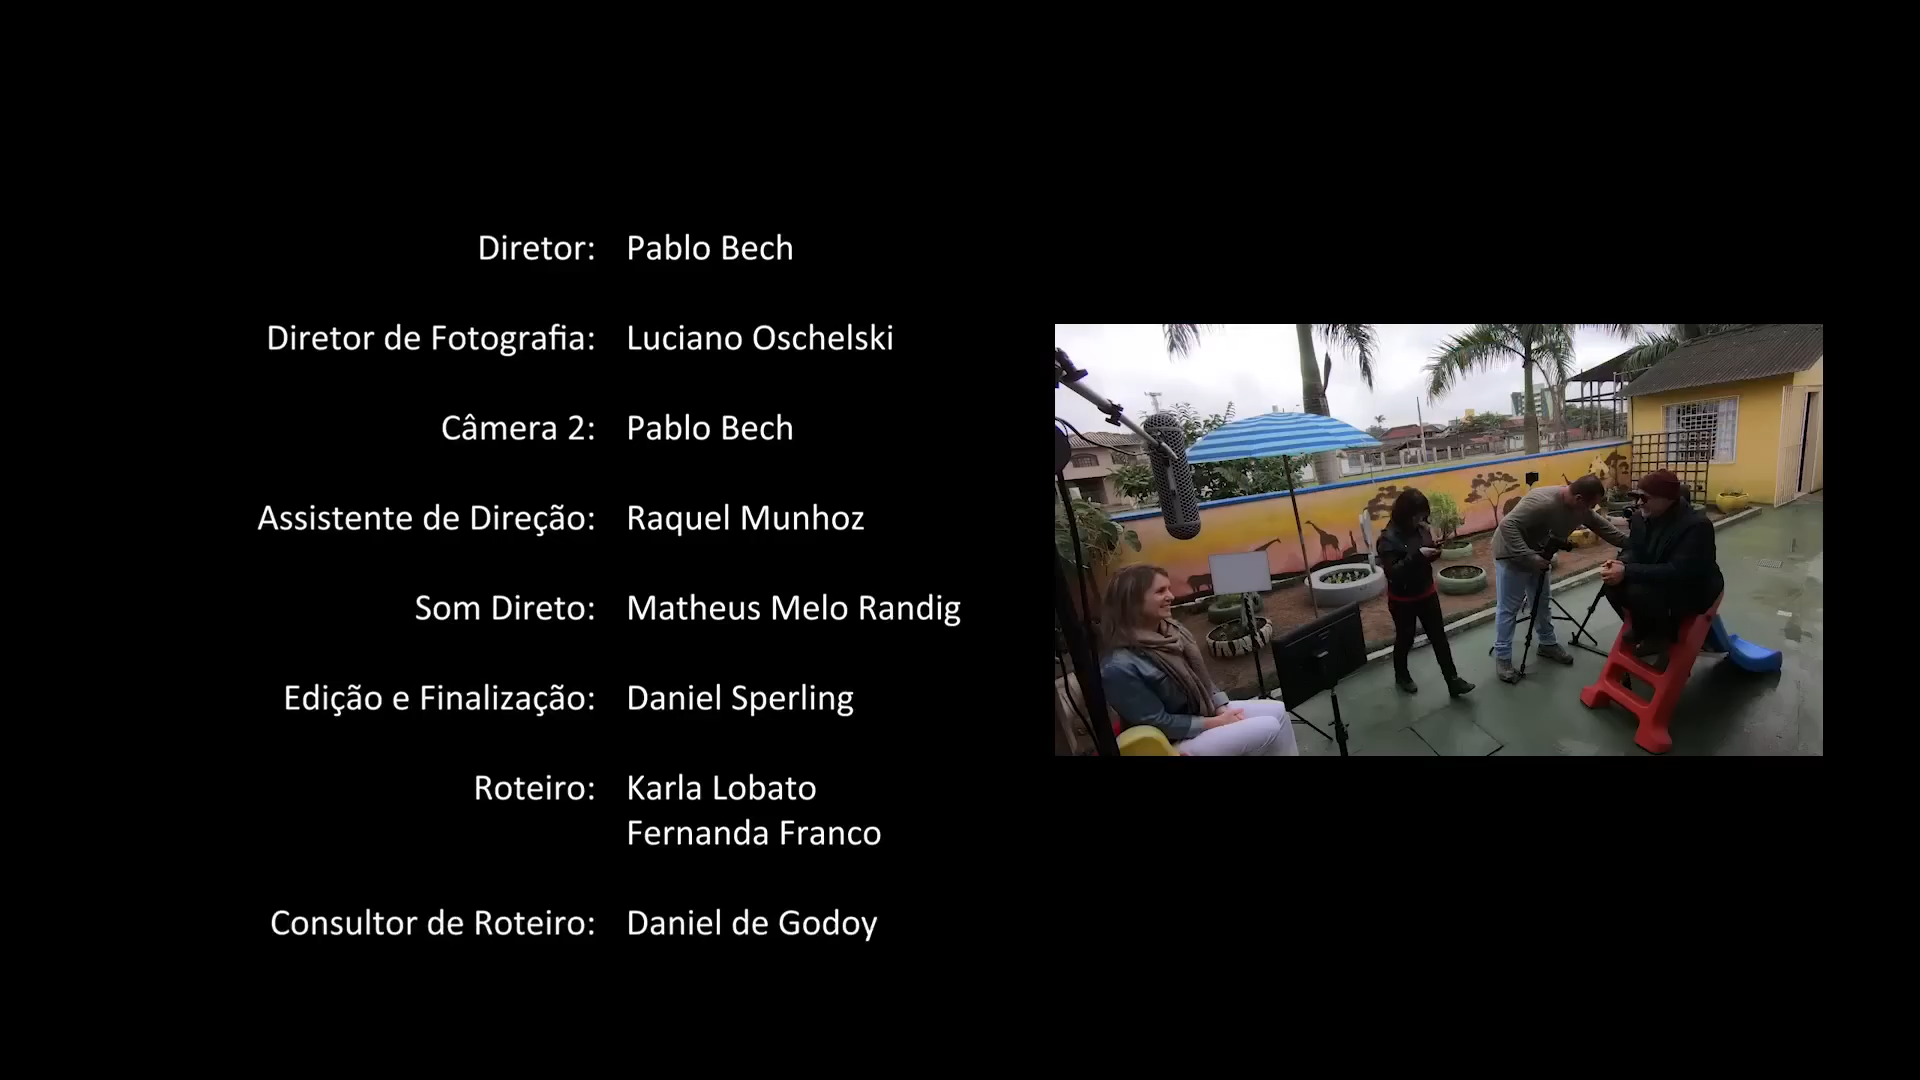 Diretor: Pablo Bech
Diretor de Fotografia: Luciano Oschelski
Câmera 2: Pablo Bech
Assistente de Direção: Raquel Munhoz
Som Direto: Matheus Melo Randig
Edição e Finalização: Daniel Sperling
Roteiro: Karla Lobato
Fernanda Franco
Consultor de Roteiro: Daniel de Godoy